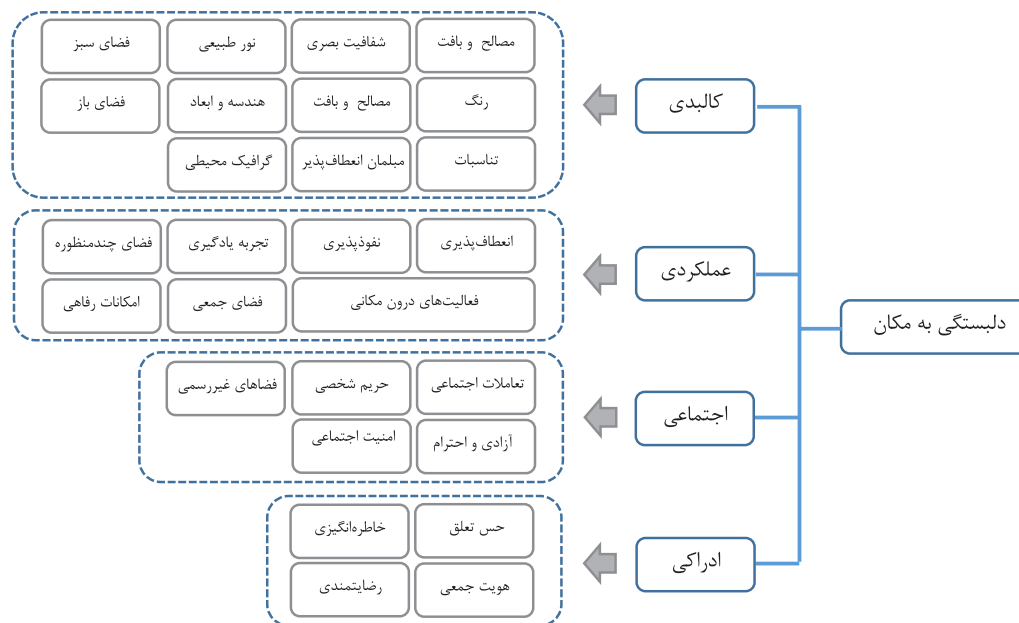 دلبستگی به مکان
کالبدی
مصالح و بافت
شفافیت بصری
نور طبیعی
فضای سبز
رنگ
مصالح و بافت
هندسه و ابعاد
فضای باز
تناسبات
مبلمان انعطاف‌پذیر
گرافیک محیطی
عملکردی
انعطاف‌پذیری
نفوذپذیری
تجربه یادگیری
فضای چندمنظوره
فعالیت‌های درون مکانی
فضای جمعی
امکانات رفاهی
اجتماعی
تعاملات اجتماعی
حریم شخصی
فضاهای غیررسمی
آزادی و احترام
امنیت اجتماعی
ادراکی
حس تعلق
خاطره‌انگیزی
هویت جمعی
رضایتمندی